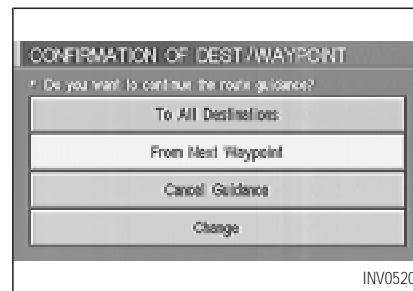 CONFIRMATION OF DEST./WAYPOINT
Do you want to continue the route guidance?
To All Destinations
From Next Waypoint
Cancel Guidance
Change
INV0520